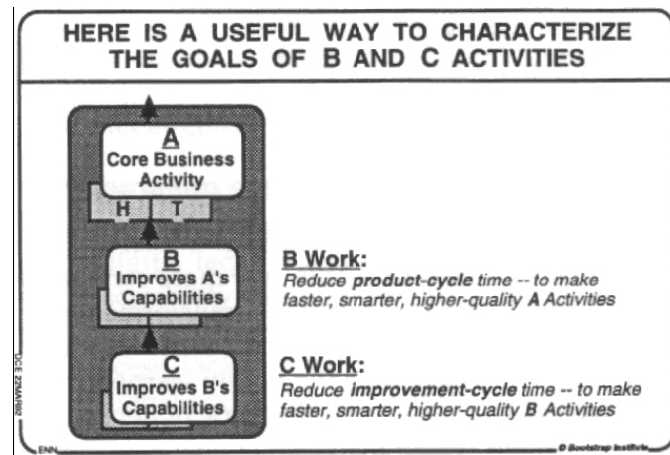 HERE IS A USEFUL WAY TO CHARACTERIZE
THE GOALS OF B AND C ACTIVITIES
A
Core Business
Activity
H T
B
Improves A's
Capabilities
B Work:
Reduce product-cycle time -- to make
faster, smarter, higher-quality A Activities
C
Improves B's
Capabilities
C Work:
Reduce improvement-cycle time -- to make
faster, smarter, higher-quality B Activities
DCE 22MAR92
ENN
© Bootstrap Institute